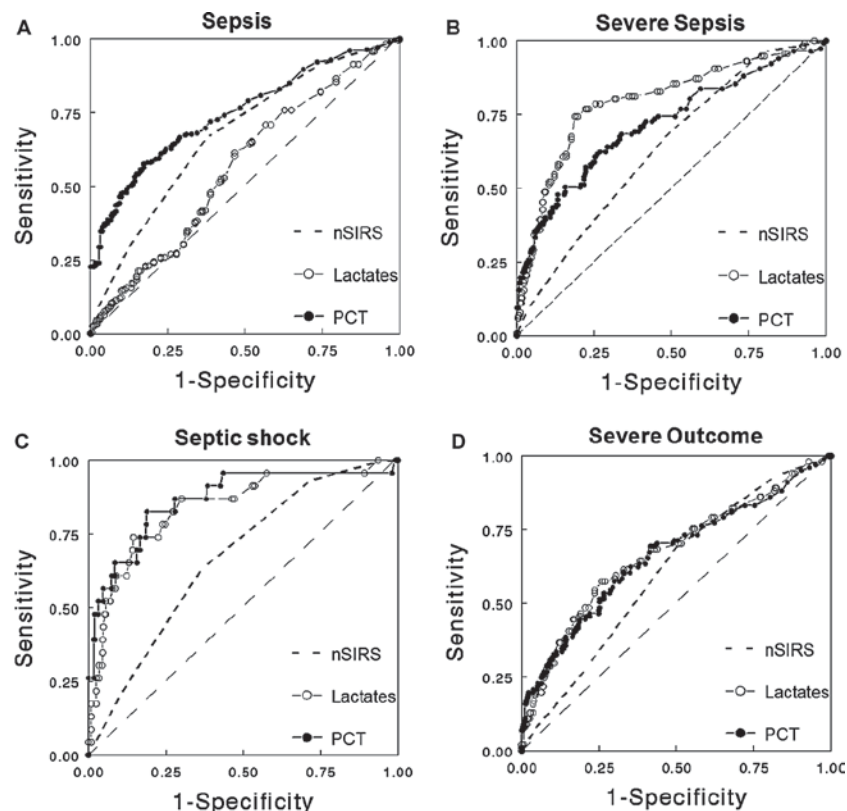 A
Sepsis
1.00
0.75
0.50
0.25
0.00
Sensitivity
nSIRS
Lactates
PCT
0.00 0.25 0.50 0.75 1.00
1-Specificity
B
Severe Sepsis
1.00
0.75
0.50
0.25
0.00
Sensitivity
nSIRS
Lactates
PCT
0.00 0.25 0.50 0.75 1.00
1-Specificity
C
Septic shock
1.00
0.75
0.50
0.25
0.00
Sensitivity
nSIRS
Lactates
PCT
0.00 0.25 0.50 0.75 1.00
1-Specificity
D
Severe Outcome
1.00
0.75
0.50
0.25
0.00
Sensitivity
nSIRS
Lactates
PCT
0.00 0.25 0.50 0.75 1.00
1-Specificity